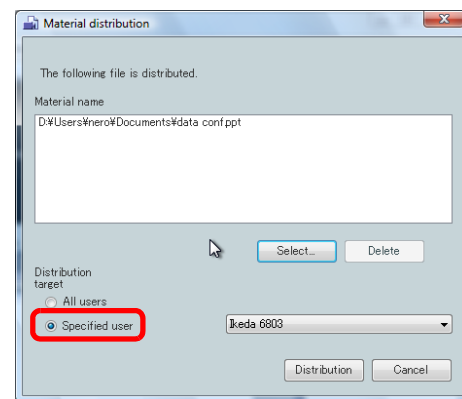 Material distribution
The following file is distributed.
Material name
D:¥Users¥nero¥Documents¥data conf.ppt
Select...
Delete
Distribution
target
All users
Specified user
Ikeda 6803
Distribution
Cancel